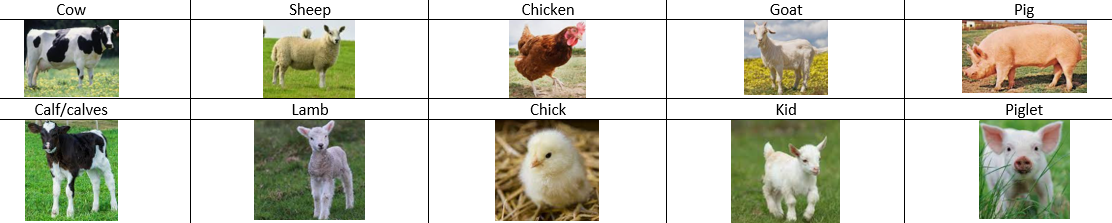 Cow Sheep Chicken Goat Pig
Calf/calves Lamb Chick Kid Piglet